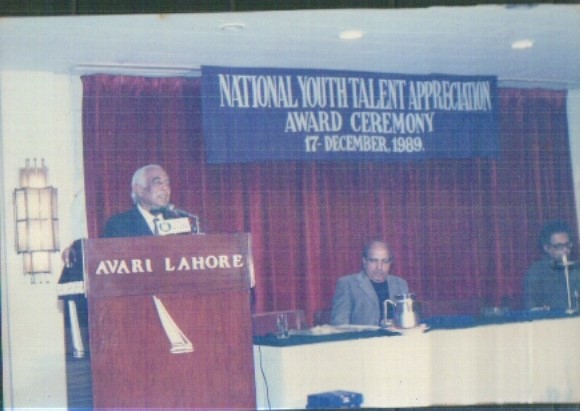 NATIONAL YOUTH TALENT APPRECIATION
AWARD CEREMONY
17-DECEMBER, 1989.
AVARI LAHORE